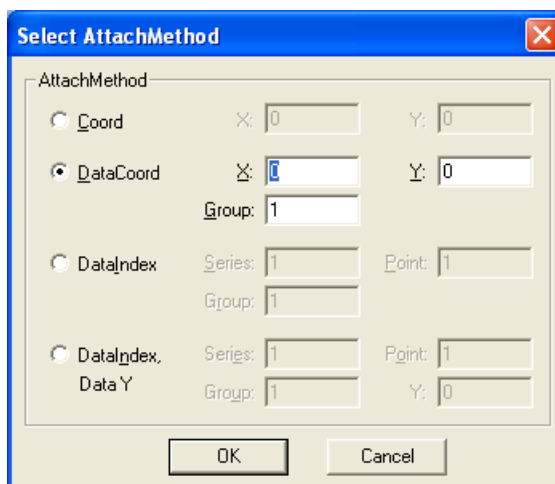 Select AttachMethod
AttachMethod
Coord X: 0 Y: 0
DataCoord X: 0 Y: 0
Group: 1
DataIndex Series: 1 Point: 1
Group: 1
DataIndex, Series: 1 Point: 1
Data Y Group: 1 Y: 0
OK Cancel